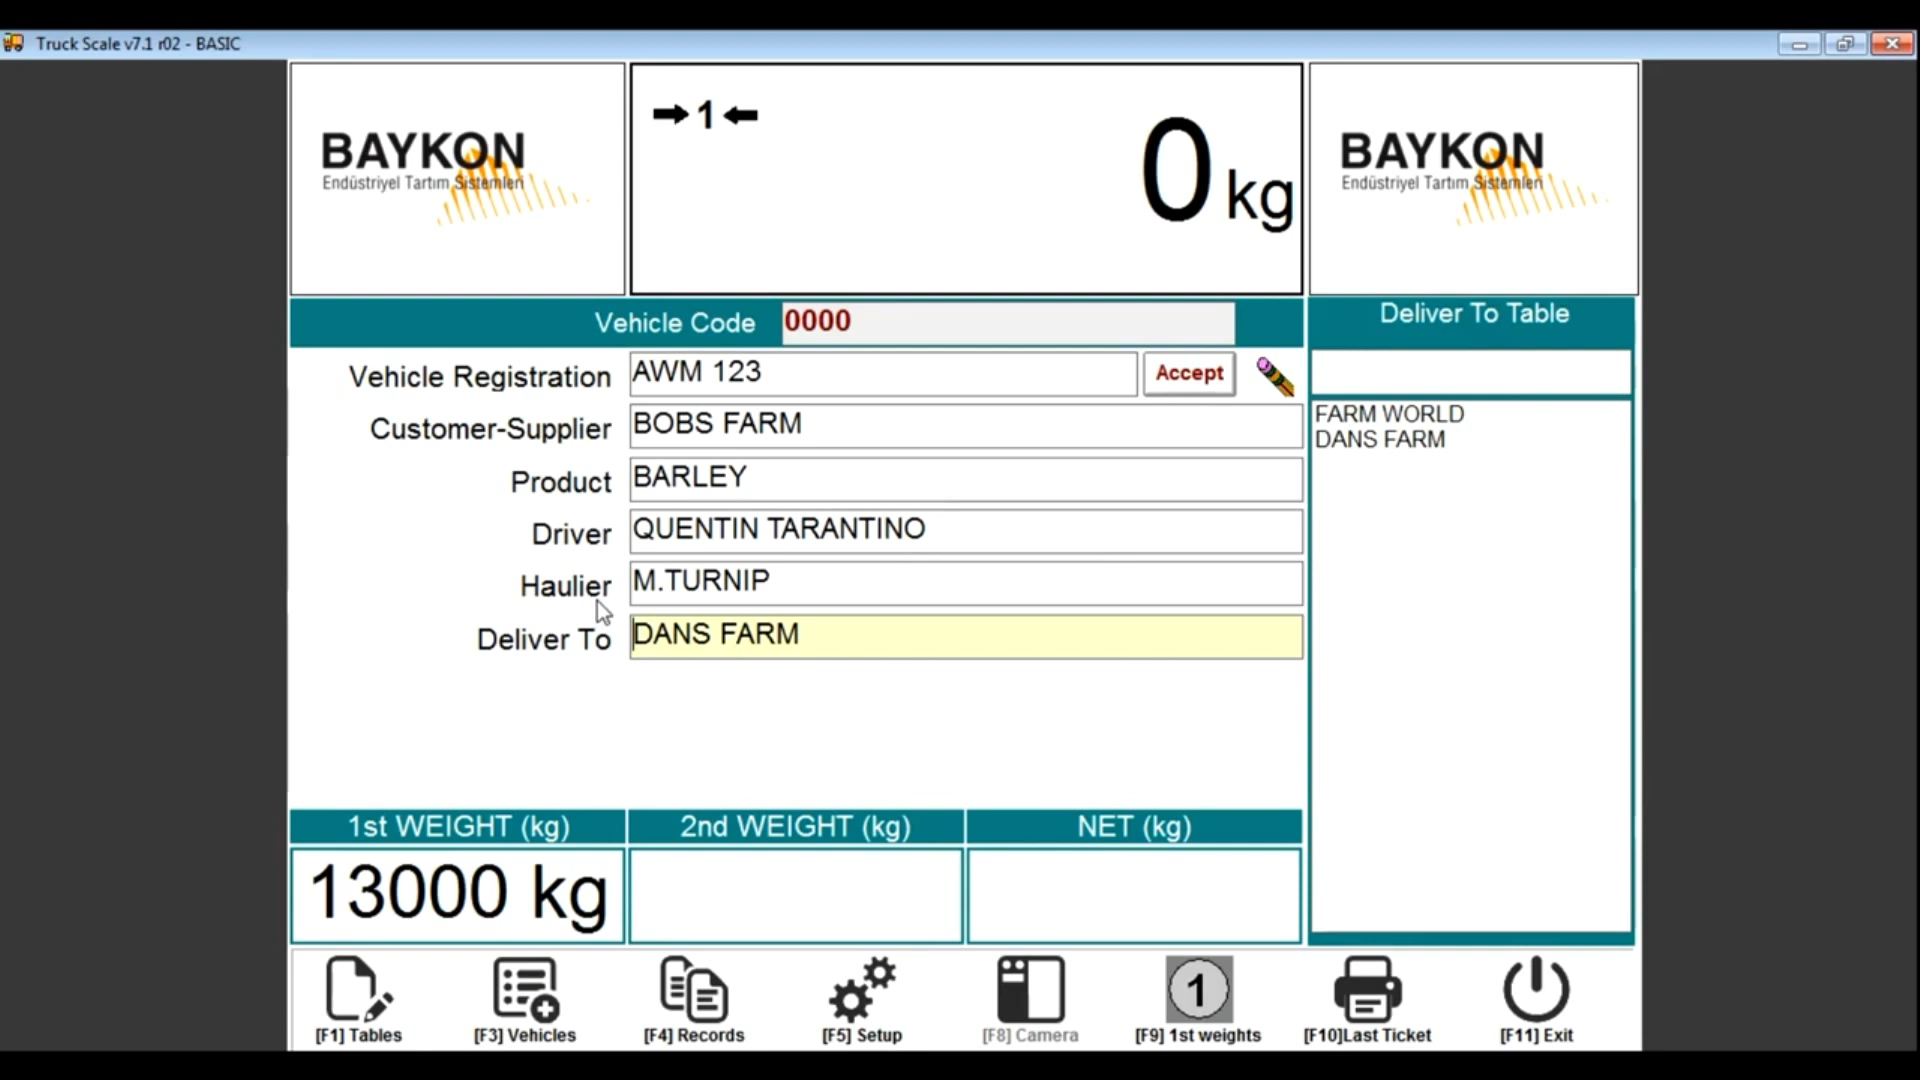 Truck Scale v7.1 r02 - BASIC
BAYKON
Endüstriyel Tartım Sistemleri
1
0 kg
BAYKON
Endüstriyel Tartım Sistemleri
Vehicle Code 0000
Deliver To Table
Vehicle Registration AWM 123 Accept
Customer-Supplier BOBS FARM
Product BARLEY
Driver QUENTIN TARANTINO
Haulier M.TURNIP
Deliver To DANS FARM
FARM WORLD
DANS FARM
1st WEIGHT (kg) 2nd WEIGHT (kg) NET (kg)
13000 kg
1
[F1] Tables [F3] Vehicles [F4] Records [F5] Setup [F8] Camera [F9] 1st weights [F10]Last Ticket [F11] Exit